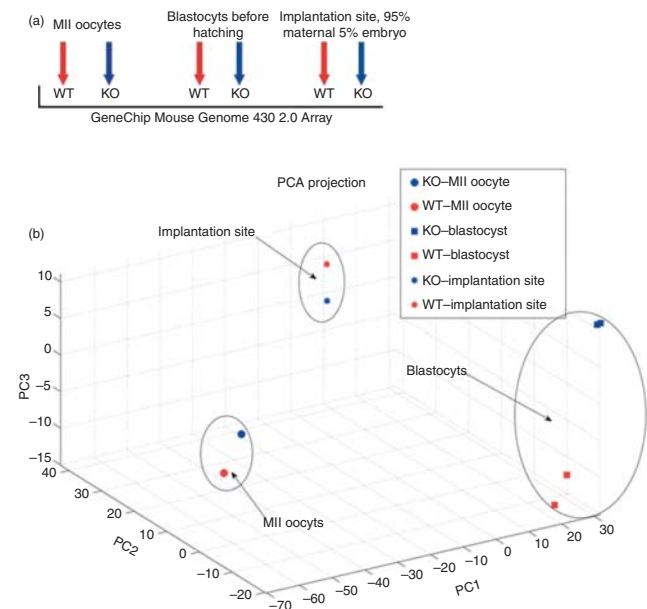 (a)
MII oocytes
Blastocyts before
hatching
Implantation site, 95%
maternal 5% embryo
WT KO WT KO WT KO
GeneChip Mouse Genome 430 2.0 Array
PCA projection
(b)
Implantation site
KO–MII oocyte
WT–MII oocyte
KO–blastocyst
WT–blastocyst
KO–implantation site
WT–implantation site
Blastocyts
MII oocyts
PC3
10
5
0
–5
–10
–15
PC2
40
30
20
10
0
–10
–20
PC1
–70 –60 –50 –40 –30 –20 –10 0 10 20 30